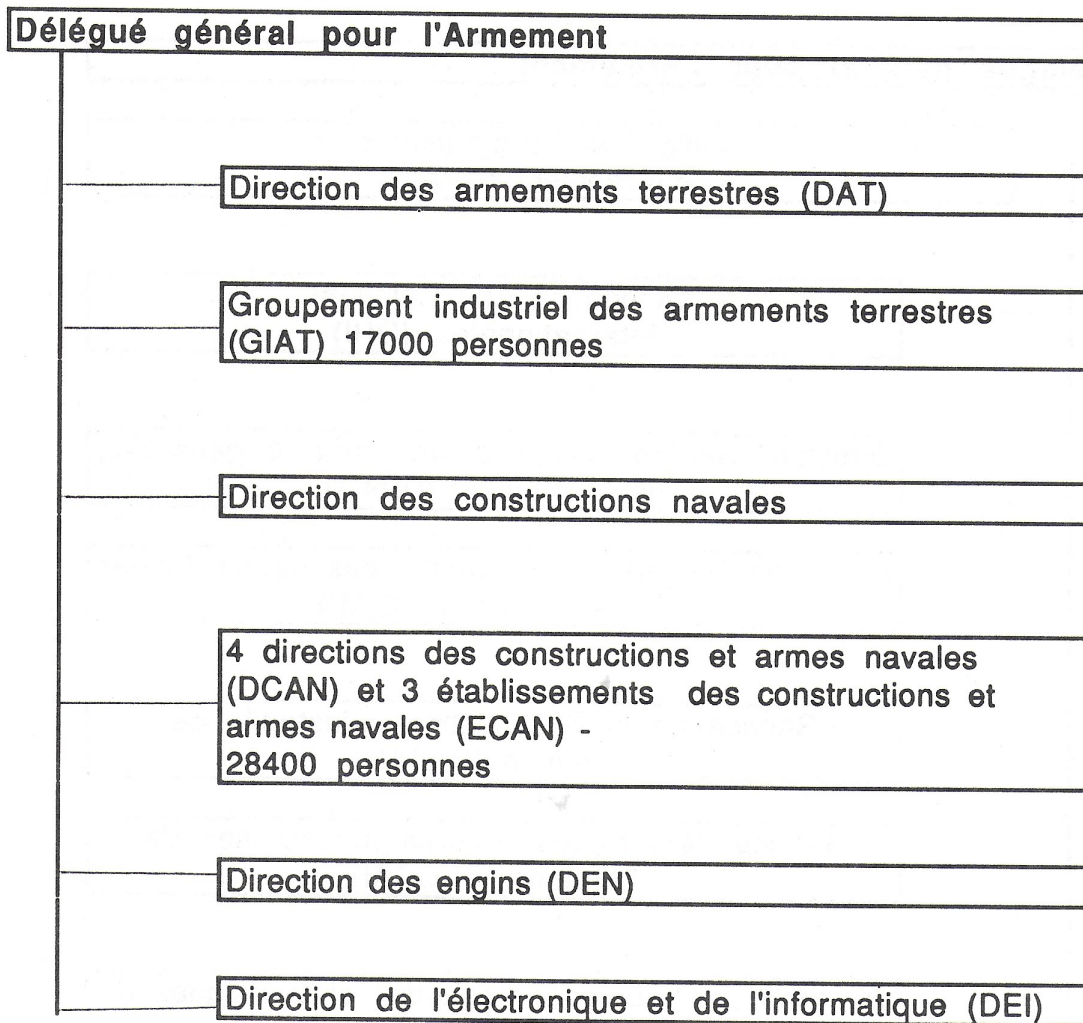 Délégué général pour l'Armement
Direction des armements terrestres (DAT)
Groupement industriel des armements terrestres
(GIAT) 17000 personnes
Direction des constructions navales
4 directions des constructions et armes navales
(DCAN) et 3 établissements des constructions et
armes navales (ECAN) -
28400 personnes
Direction des engins (DEN)
Direction de l'électronique et de l'informatique (DEI)